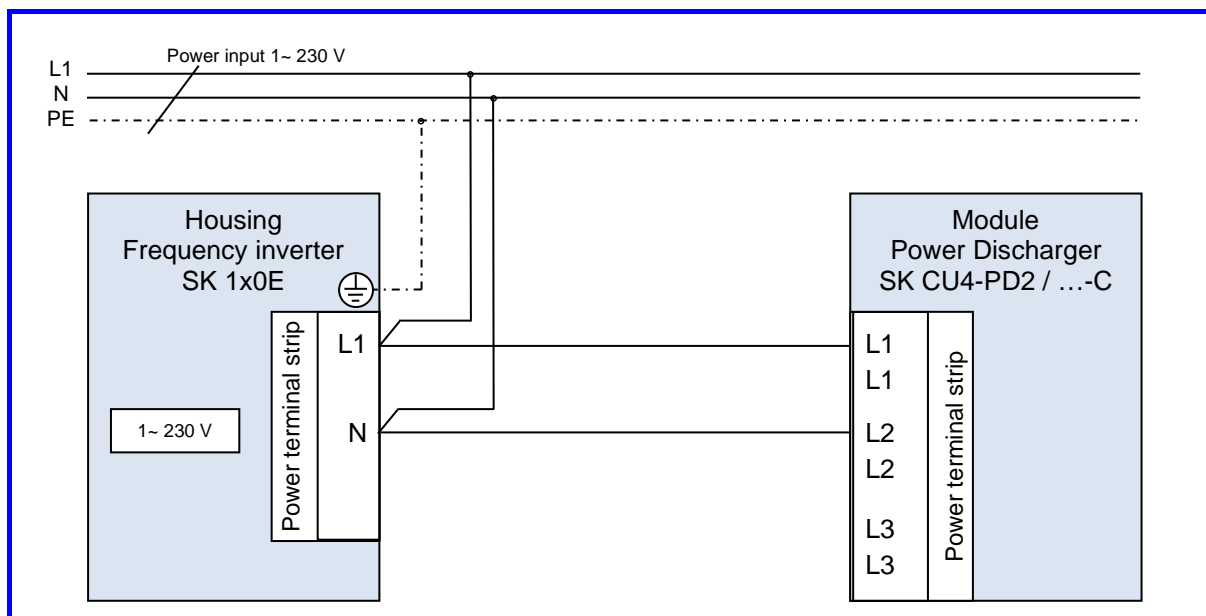 Power input 1~ 230 V
L1
N
PE
Housing
Frequency inverter
SK 1x0E
Power terminal strip
L1
N
1~ 230 V
Module
Power Discharger
SK CU4-PD2 / …-C
L1
L1
L2
L2
L3
L3
Power terminal strip